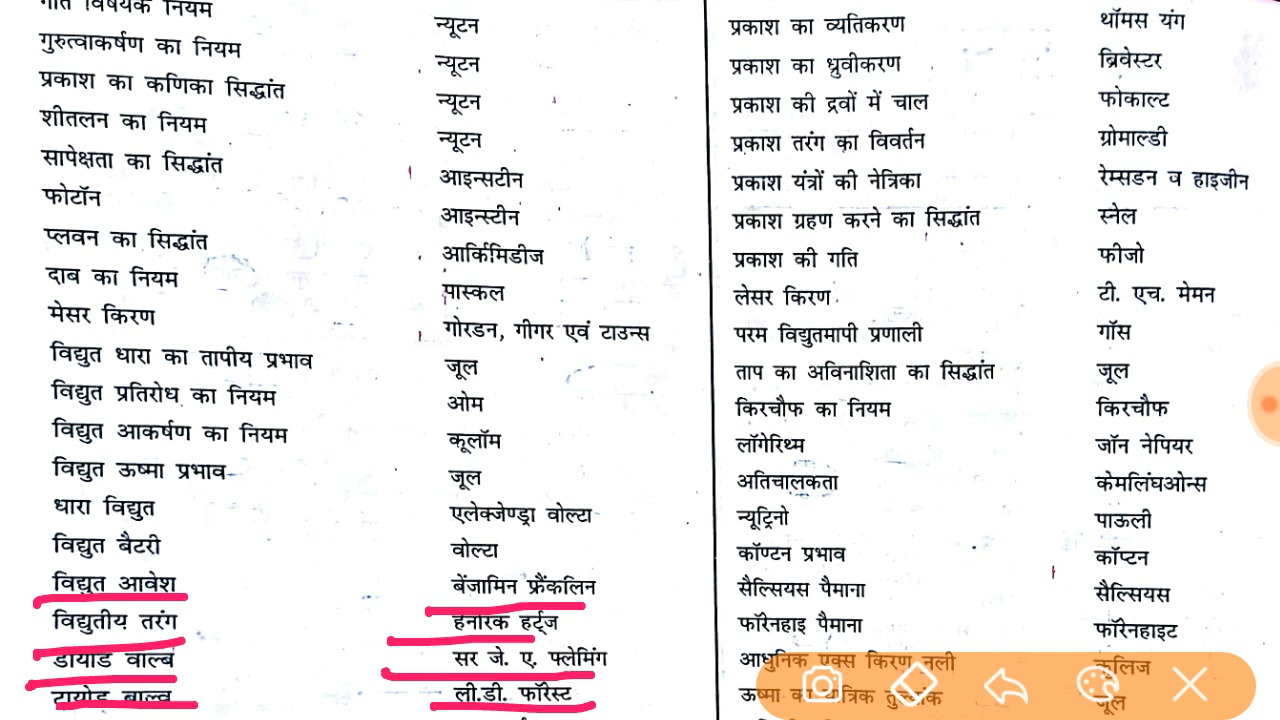 गति विषयक नियम न्यूटन
गुरुत्वाकर्षण का नियम न्यूटन
प्रकाश का कणिका सिद्धांत न्यूटन
शीतलन का नियम न्यूटन
सापेक्षता का सिद्धांत आइन्सटीन
फोटॉन आइन्स्टीन
प्लवन का सिद्धांत आर्किमिडीज
दाब का नियम पास्कल
मेसर किरण गोरडन, गीगर एवं टाउन्स
विद्युत धारा का तापीय प्रभाव जूल
विद्युत प्रतिरोध का नियम ओम
विद्युत आकर्षण का नियम कूलॉम
विद्युत ऊष्मा प्रभाव जूल
धारा विद्युत एलेक्जेण्ड्रा वोल्टा
विद्युत बैटरी वोल्टा
विद्युत आवेश बेंजामिन फ्रैंकलिन
विद्युतीय तरंग हेनरिक हर्ट्ज
डायोड वाल्ब सर जे. ए. फ्लेमिंग
ट्रायोड बाल्व ली.डी. फॉरेस्ट
प्रकाश का व्यतिकरण थॉमस यंग
प्रकाश का ध्रुवीकरण ब्रिवेस्टर
प्रकाश की द्रवों में चाल फोकाल्ट
प्रकाश तरंग का विवर्तन ग्रोमाल्डी
प्रकाश यंत्रों की नेत्रिका रेम्सडन व हाइजीन
प्रकाश ग्रहण करने का सिद्धांत स्नेल
प्रकाश की गति फीजो
लेसर किरण टी. एच. मेमन
परम विद्युतमापी प्रणाली गॉस
ताप का अविनाशिता का सिद्धांत जूल
किरचौफ का नियम किरचौफ
लॉगेरिथ्म जॉन नेपियर
अतिचालकता केमलिंघओन्स
न्यूट्रिनो पाऊली
कॉण्टन प्रभाव कॉप्टन
सैल्सियस पैमाना सैल्सियस
फॉरेनहाइ पैमाना फॉरेनहाइट
आधुनिक एक्स किरण नली कुलिज
ऊष्मा का यांत्रिक तुल्यांक जूल